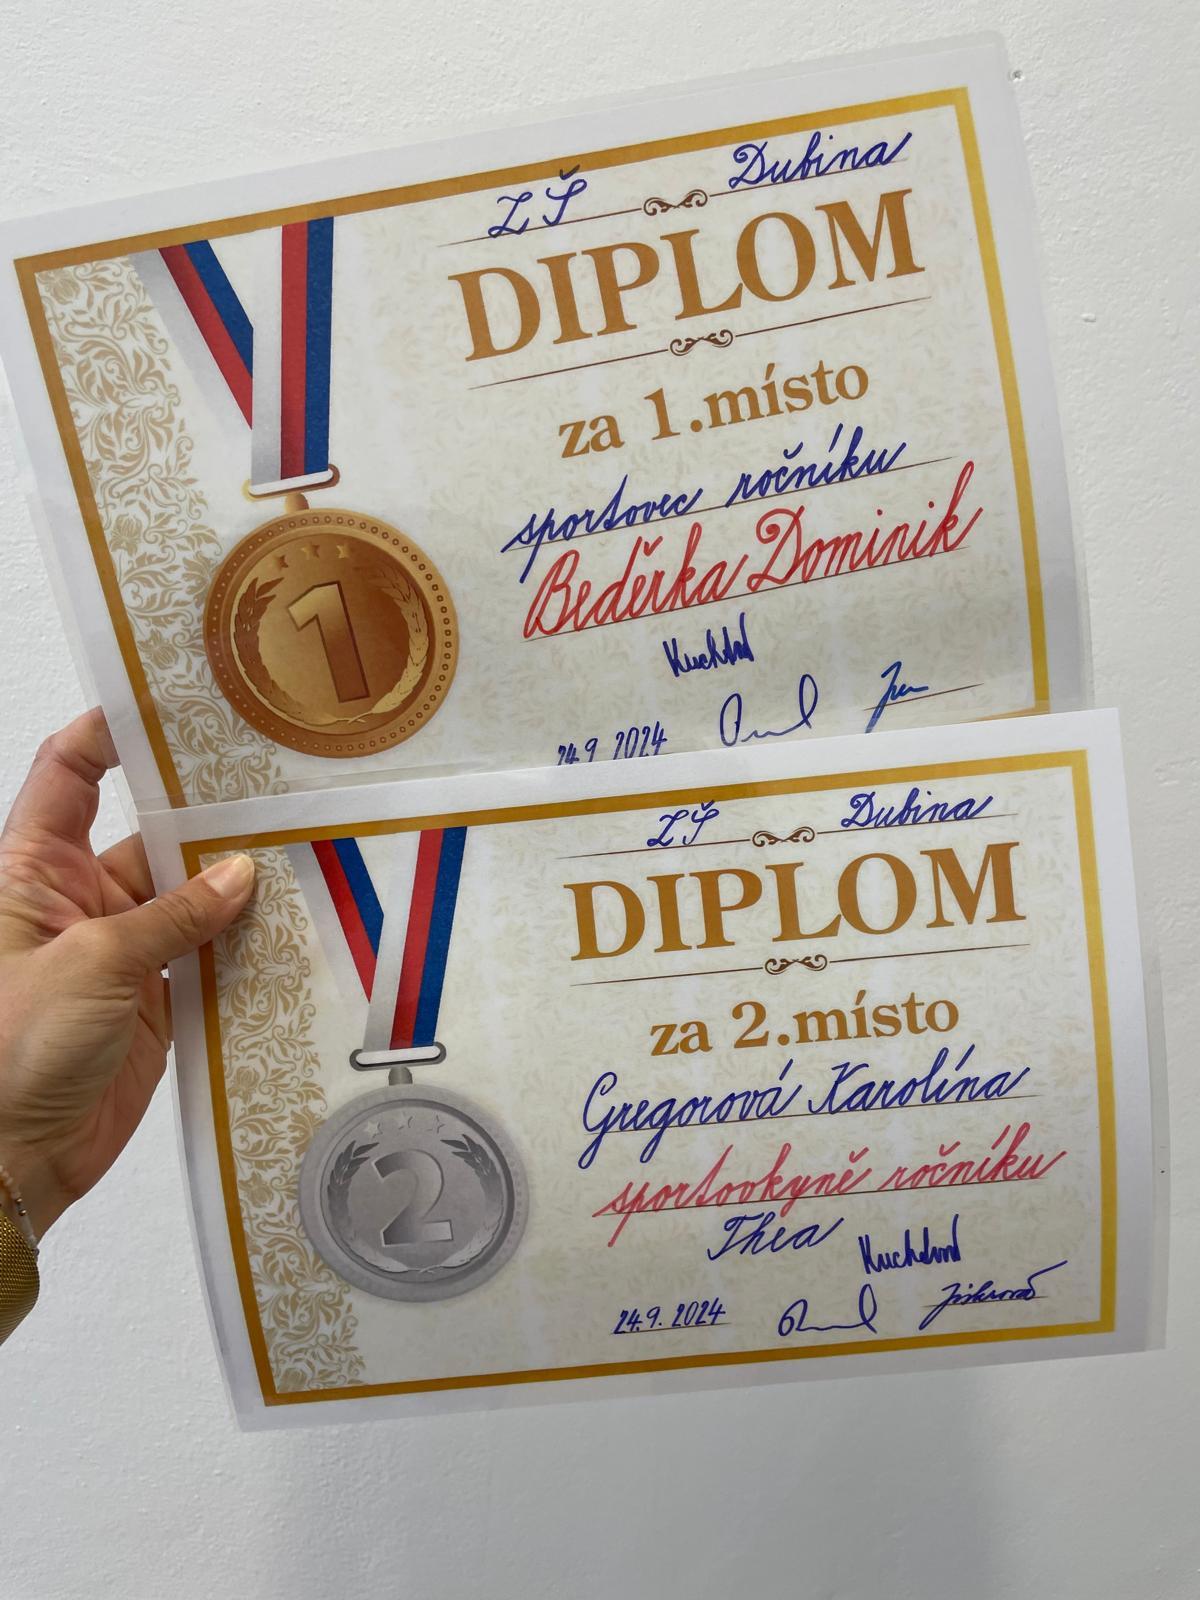 ZŠ Dubina
DIPLOM
za 1.místo
sportovec ročníku
Beděrka Dominik
24.9 2024
1
ZŠ Dubina
DIPLOM
za 2.místo
Gregorová Karolína
sportovkyně ročníku
Thea
24.9. 2024
2